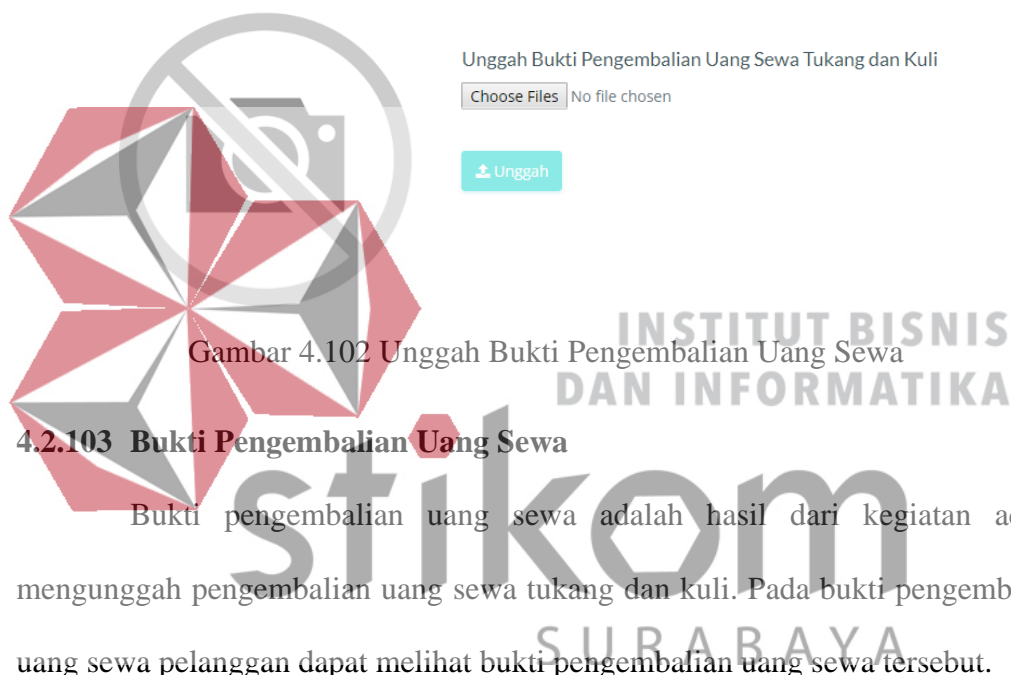 Unggah Bukti Pengembalian Uang Sewa Tukang dan Kuli
Choose Files No file chosen
Unggah
INSTITUT BISNIS
Gambar 4.102 Unggah Bukti Pengembalian Uang Sewa
DAN INFORMATIKA
4.2.103 Bukti Pengembalian Uang Sewa
stikom
Bukti pengembalian uang sewa adalah hasil dari kegiatan
mengunggah pengembalian uang sewa tukang dan kuli. Pada bukti
SURABAYA
uang sewa pelanggan dapat melihat bukti pengembalian uang sewa tersebut.